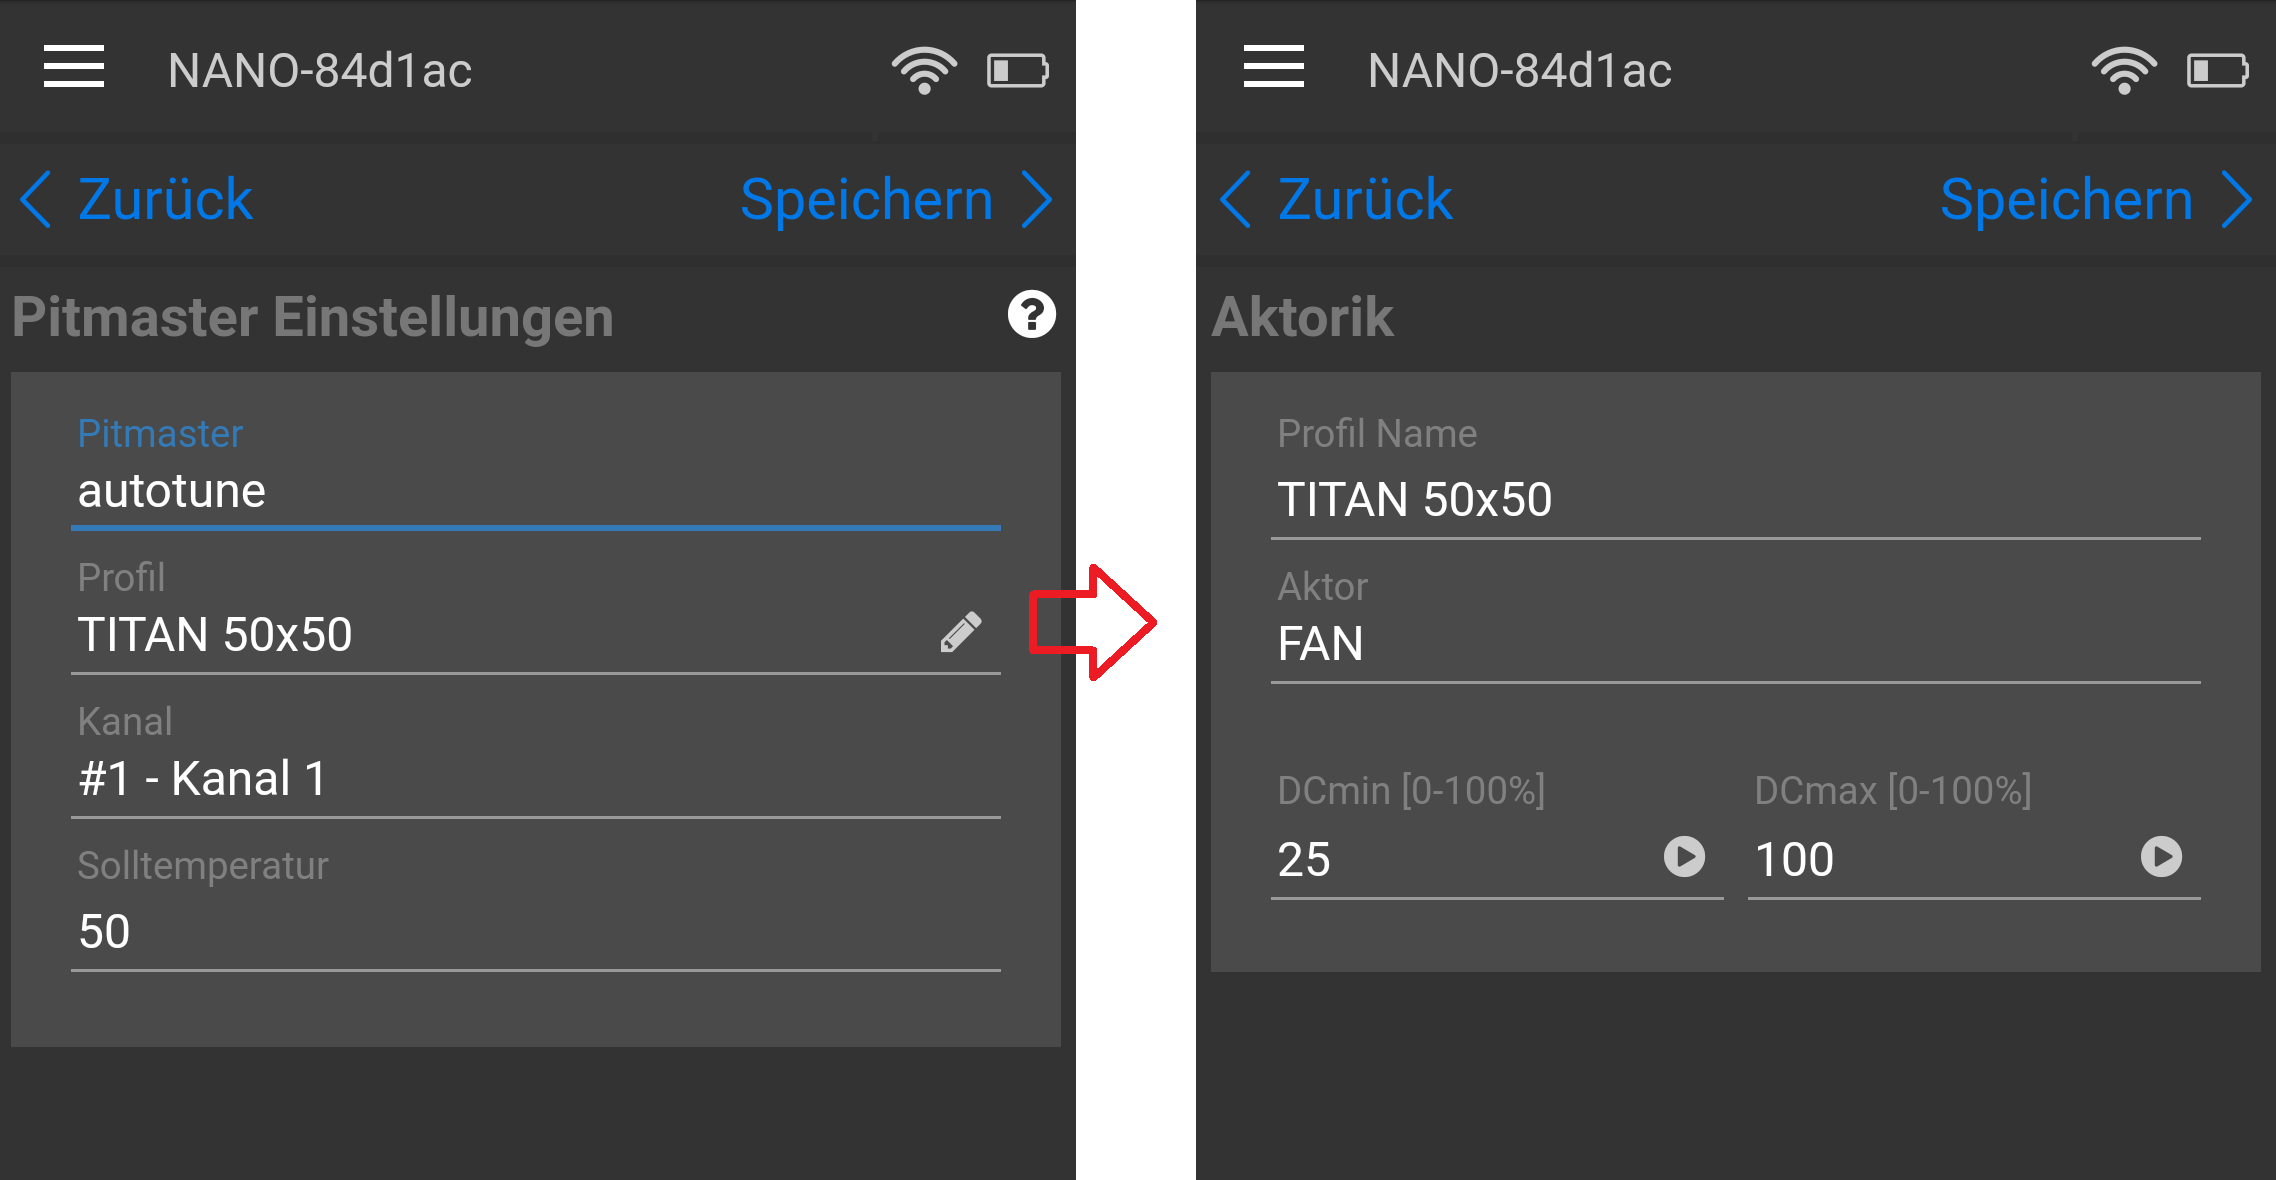 NANO-84d1ac
Zurück
Speichern
Pitmaster Einstellungen
?
Pitmaster
autotune
Profil
TITAN 50x50
Kanal
#1 - Kanal 1
Solltemperatur
50
NANO-84d1ac
Zurück
Speichern
Aktorik
Profil Name
TITAN 50x50
Aktor
FAN
DCmin [0-100%]
25
DCmax [0-100%]
100